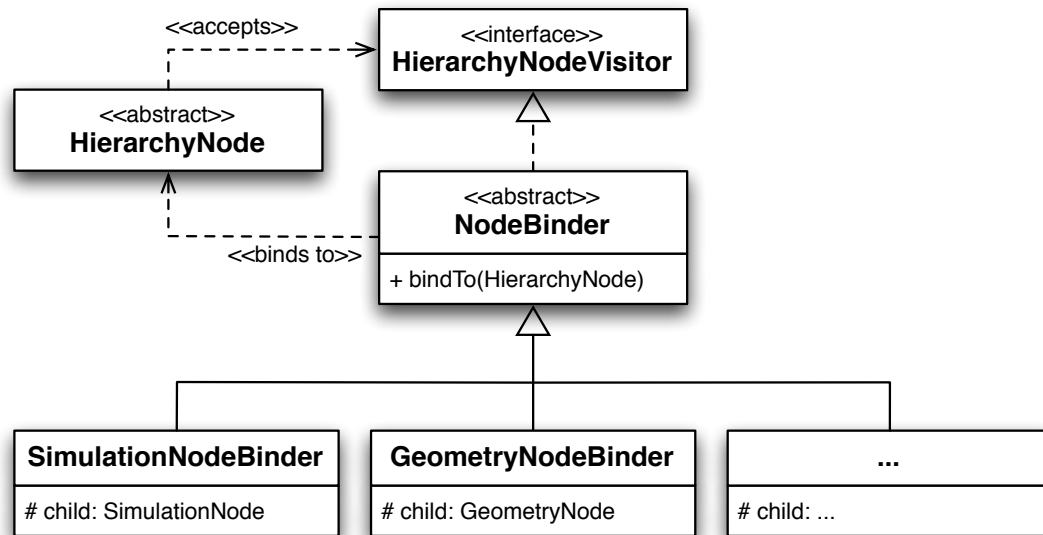 <<accepts>>
<<interface>>
HierarchyNodeVisitor
<<abstract>>
HierarchyNode
<<abstract>>
NodeBinder
<<binds to>>
+ bindTo(HierarchyNode)
SimulationNodeBinder
# child: SimulationNode
GeometryNodeBinder
# child: GeometryNode
...
# child: ...